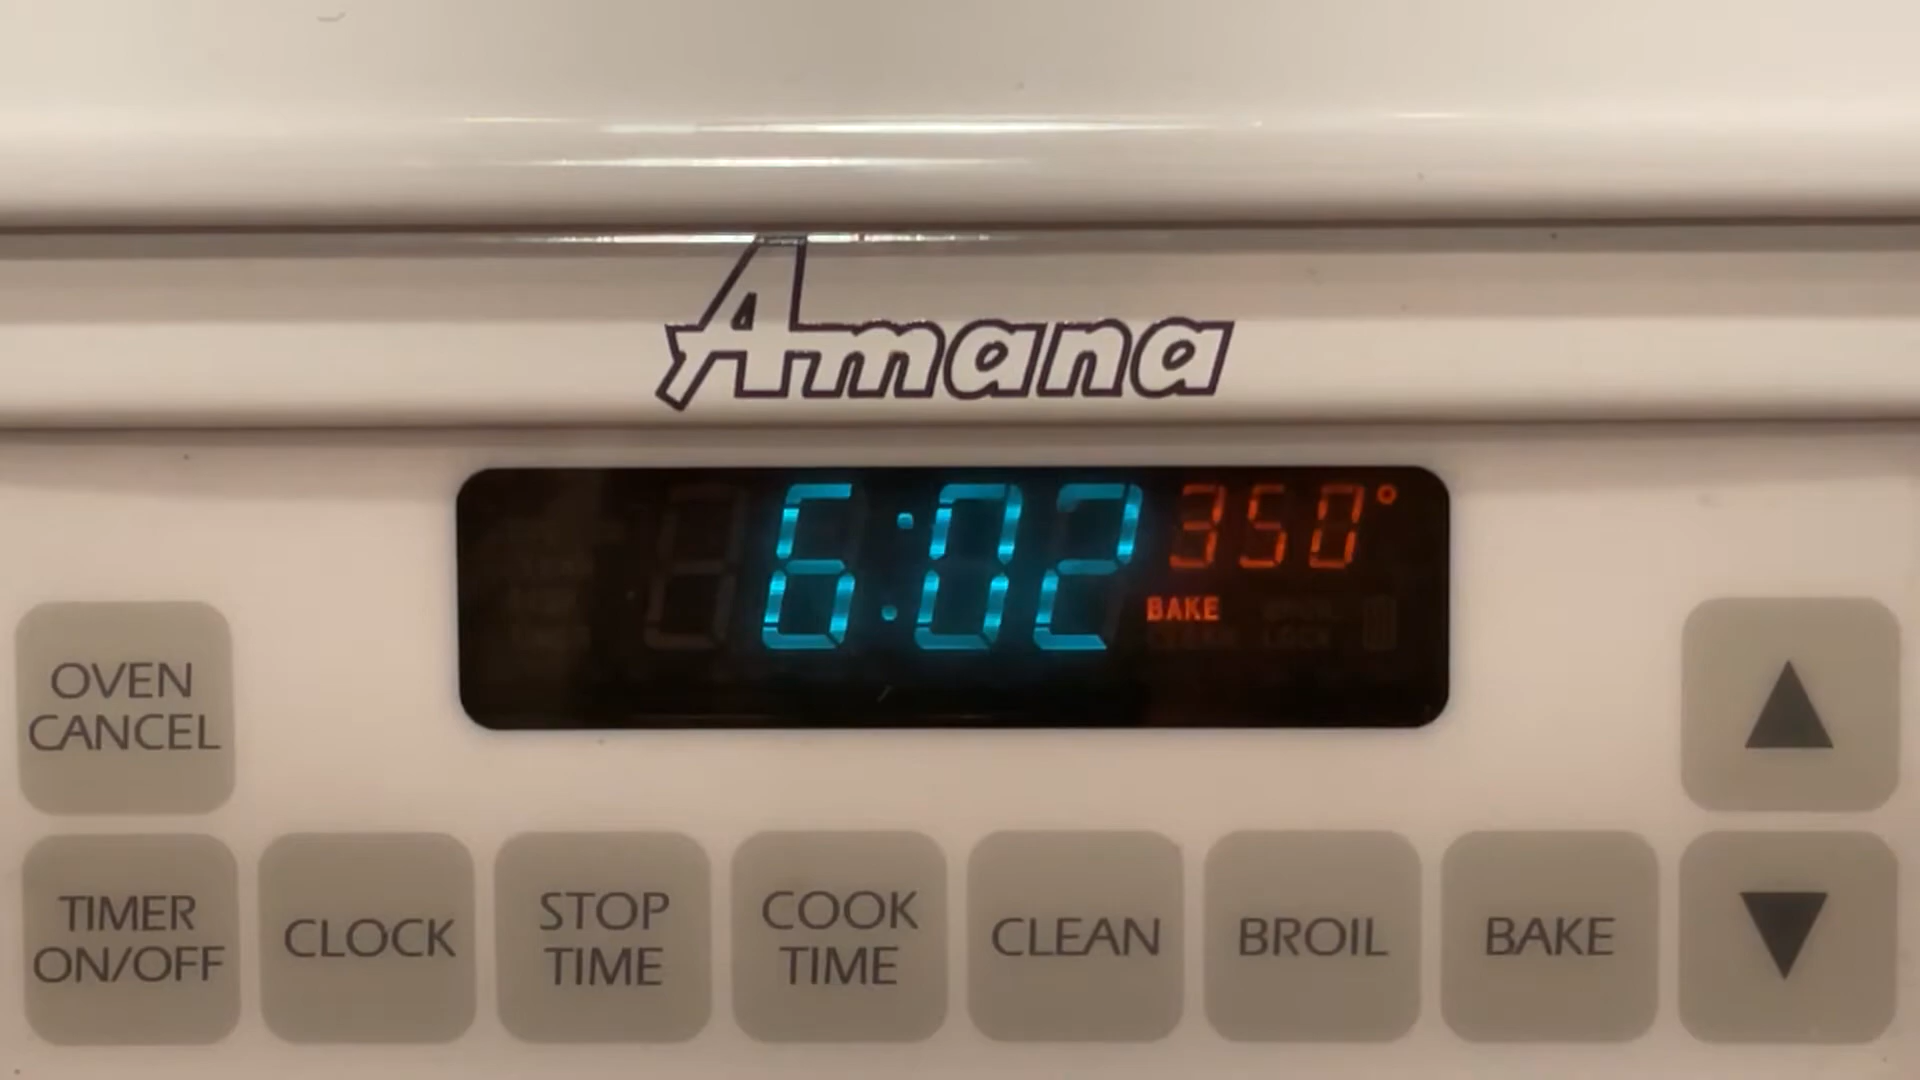 Amana
6:02 350°
BAKE
OVEN
CANCEL
TIMER
ON/OFF
CLOCK
STOP
TIME
COOK
TIME
CLEAN
BROIL
BAKE